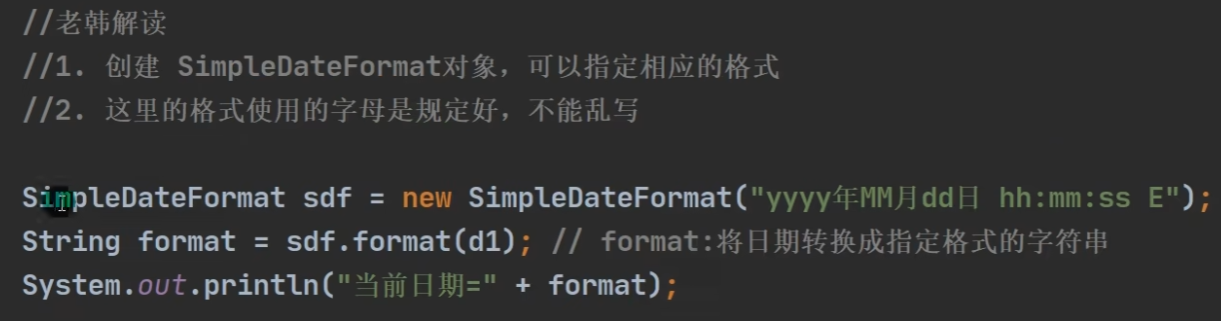 //老韩解读
//1. 创建 SimpleDateFormat对象，可以指定相应的格式
//2. 这里的格式使用的字母是规定好，不能乱写
SimpleDateFormat sdf = new SimpleDateFormat("yyyy年MM月dd日 hh:mm:ss E");
String format = sdf.format(d1); // format:将日期转换成指定格式的字符串
System.out.println("当前日期=" + format);